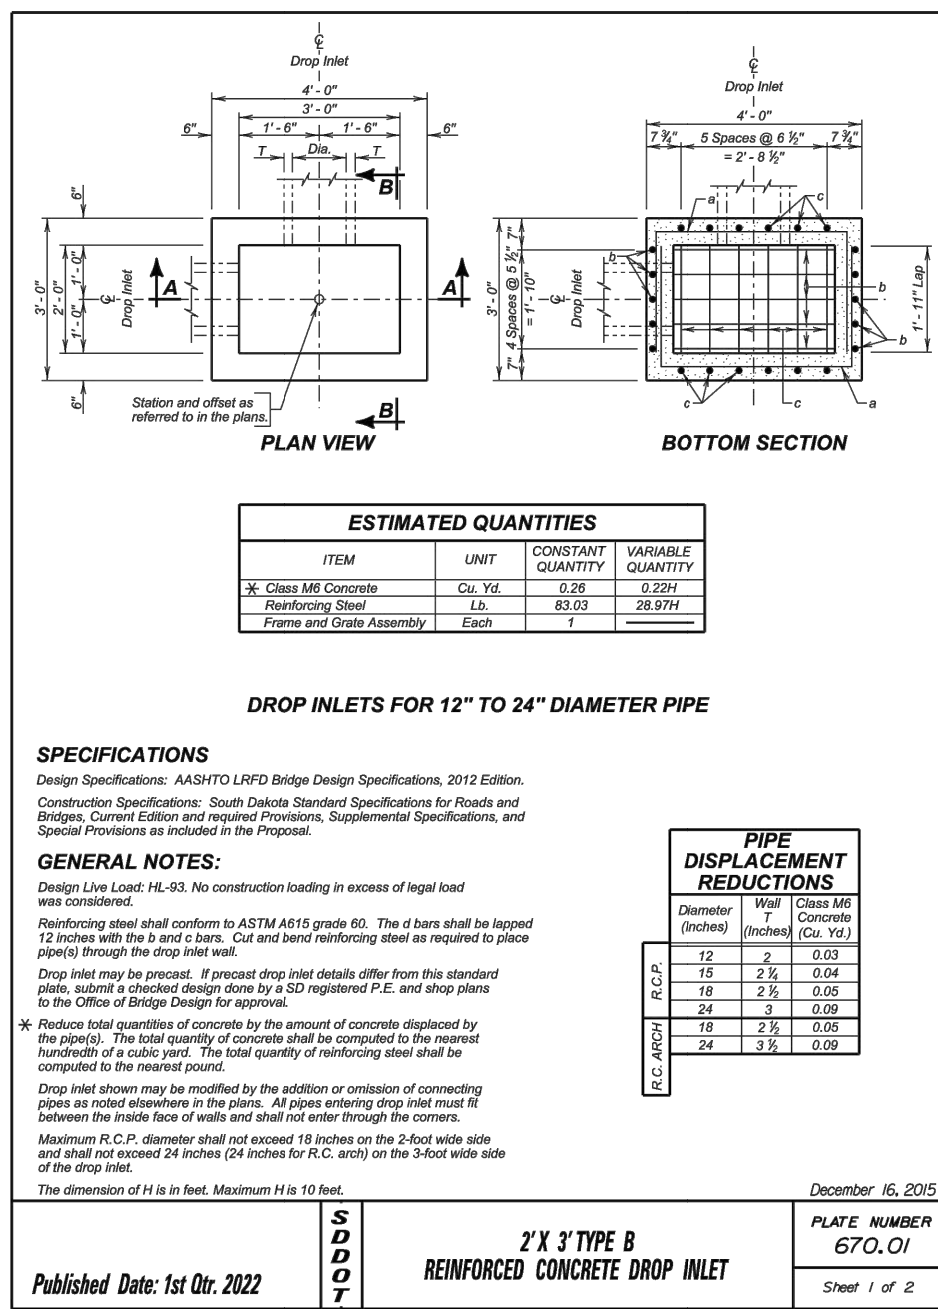 ℄
Drop Inlet
4' - 0"
3' - 0"
6"
1' - 6"
1' - 6"
6"
T
Dia.
T
B
6"
3' - 0"
2' - 0"
1' - 0"
1' - 0"
℄
Drop Inlet
A
A
6"
Station and offset as
referred to in the plans.
B
PLAN VIEW
℄
Drop Inlet
4' - 0"
7 ¾"
5 Spaces @ 6 ½"
= 2' - 8 ½"
7 ¾"
a
c
3' - 0"
7"
4 Spaces @ 5 ½"
= 1' - 10"
7"
℄
Drop Inlet
b
b
b
1' - 11" Lap
c
c
a
BOTTOM SECTION
ESTIMATED QUANTITIES
ITEM UNIT CONSTANT QUANTITY VARIABLE QUANTITY
* Class M6 Concrete Cu. Yd. 0.26 0.22H
Reinforcing Steel Lb. 83.03 28.97H
Frame and Grate Assembly Each 1
DROP INLETS FOR 12" TO 24" DIAMETER PIPE
SPECIFICATIONS
Design Specifications: AASHTO LRFD Bridge Design Specifications, 2012 Edition.
Construction Specifications: South Dakota Standard Specifications for Roads and
Bridges, Current Edition and required Provisions, Supplemental Specifications, and
Special Provisions as included in the Proposal.
GENERAL NOTES:
Design Live Load: HL-93. No construction loading in excess of legal load
was considered.
Reinforcing steel shall conform to ASTM A615 grade 60. The d bars shall be lapped
12 inches with the b and c bars. Cut and bend reinforcing steel as required to place
pipe(s) through the drop inlet wall.
Drop inlet may be precast. If precast drop inlet details differ from this standard
plate, submit a checked design done by a SD registered P.E. and shop plans
to the Office of Bridge Design for approval.
* Reduce total quantities of concrete by the amount of concrete displaced by
the pipe(s). The total quantity of concrete shall be computed to the nearest
hundredth of a cubic yard. The total quantity of reinforcing steel shall be
computed to the nearest pound.
Drop inlet shown may be modified by the addition or omission of connecting
pipes as noted elsewhere in the plans. All pipes entering drop inlet must fit
between the inside face of walls and shall not enter through the corners.
Maximum R.C.P. diameter shall not exceed 18 inches on the 2-foot wide side
and shall not exceed 24 inches (24 inches for R.C. arch) on the 3-foot wide side
of the drop inlet.
The dimension of H is in feet. Maximum H is 10 feet.
PIPE
DISPLACEMENT
REDUCTIONS
Diameter (Inches) Wall T (Inches) Class M6 Concrete (Cu. Yd.)
R.C.P.
12 2 0.03
15 2 ¼ 0.04
18 2 ½ 0.05
24 3 0.09
R.C. ARCH
18 2 ½ 0.05
24 3 ½ 0.09
December 16, 2015
Published Date: 1st Qtr. 2022
SDDOT
2' X 3' TYPE B
REINFORCED CONCRETE DROP INLET
PLATE NUMBER
670.01
Sheet 1 of 2